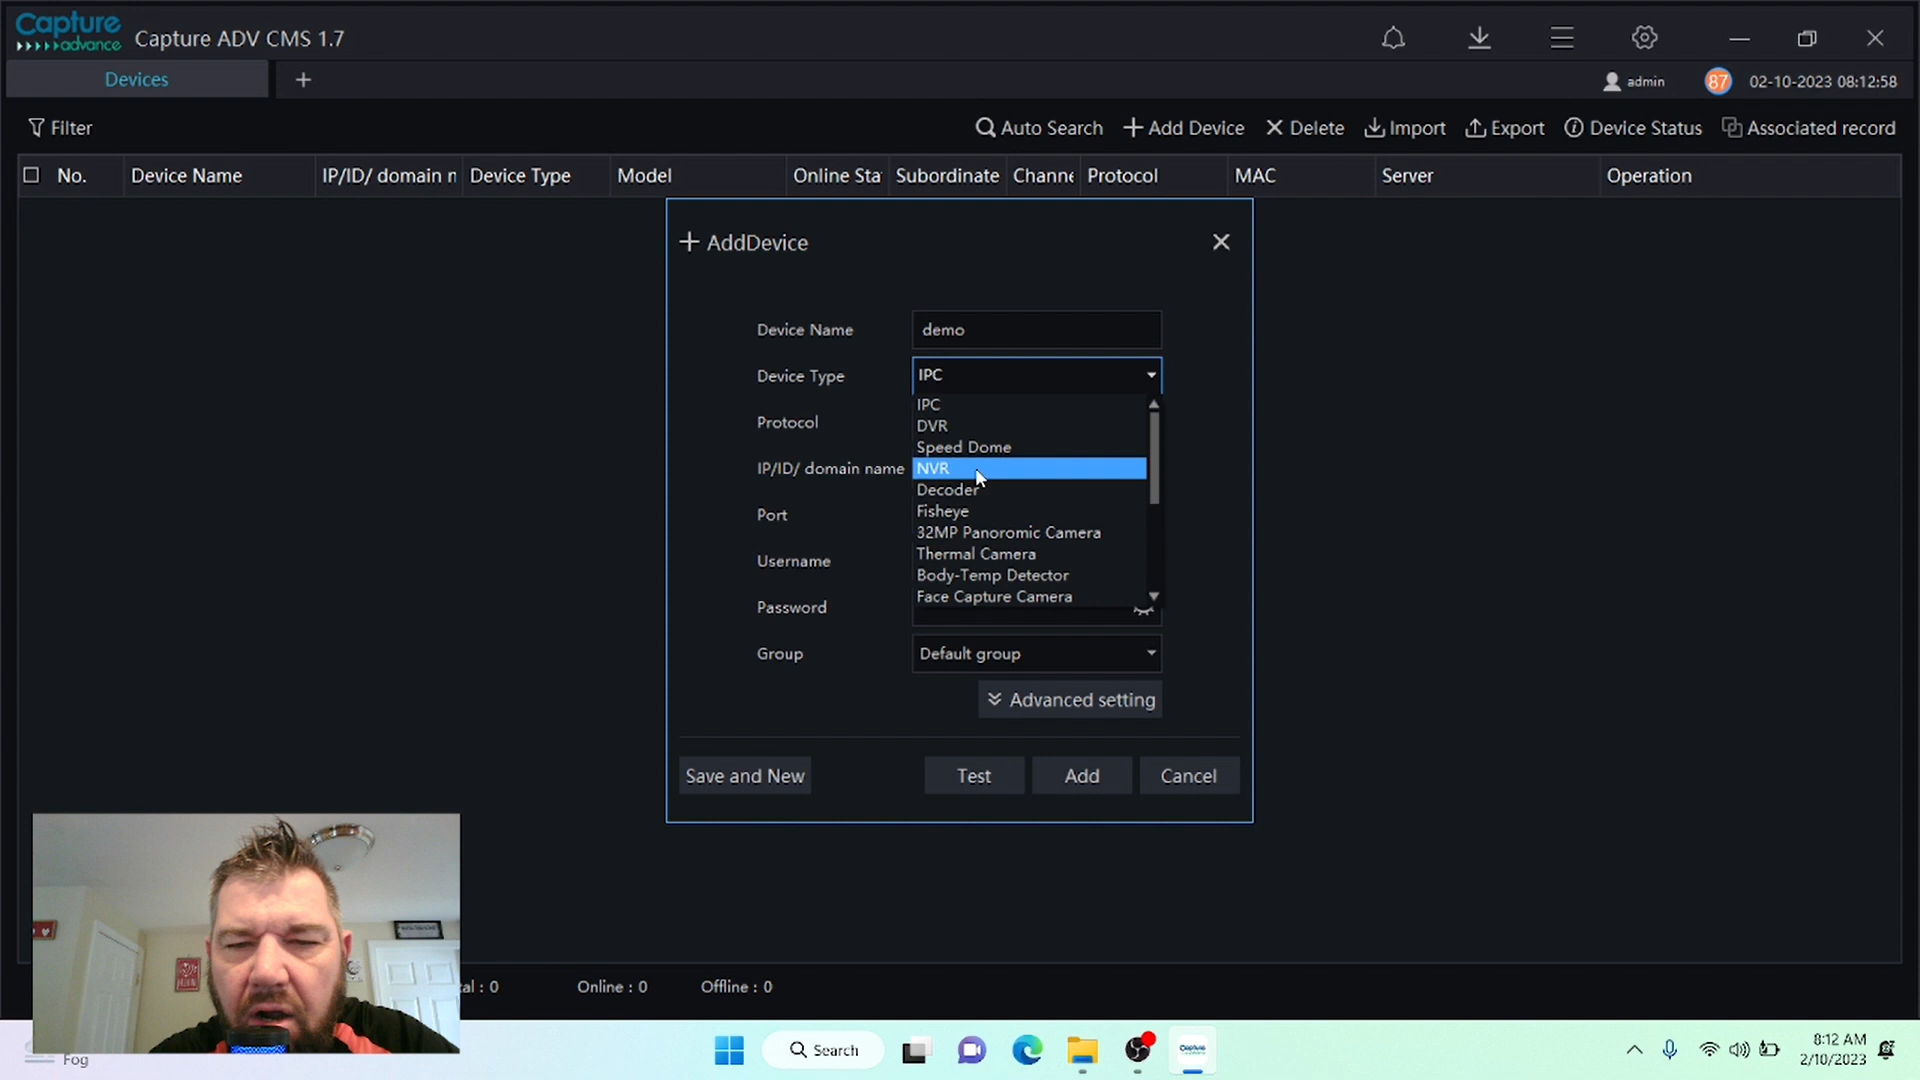 Capture
advance
Capture ADV CMS 1.7
Devices
admin
87
02-10-2023 08:12:58
Filter
Auto Search
Add Device
Delete
Import
Export
Device Status
Associated record
No.
Device Name
IP/ID/ domain n
Device Type
Model
Online Sta
Subordinate
Channe
Protocol
MAC
Server
Operation
AddDevice
Device Name
demo
Device Type
IPC
IPC
DVR
Protocol
Speed Dome
IP/ID/ domain name
NVR
Decoder
Port
Fisheye
32MP Panoromic Camera
Username
Thermal Camera
Body-Temp Detector
Password
Face Capture Camera
Group
Default group
Advanced setting
Save and New
Test
Add
Cancel
tal : 0
Online : 0
Offline : 0
Fog
Search
Capture
8:12 AM
2/10/2023